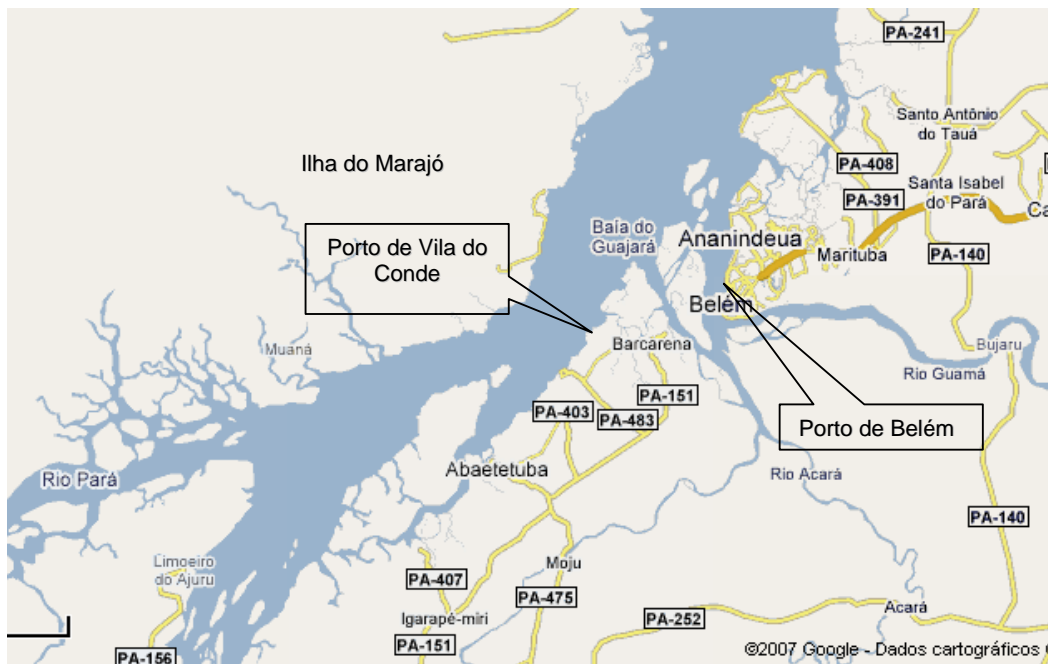 PA-241
Santo Antônio
do Tauá
Ilha do Marajó
PA-408
Santa Isabel
do Pará
PA-391
Ca
Baía do
Guajará
Ananindeua
Porto de Vila do
Conde
Marituba
PA-140
Belém
Barcarena
Bujaru
Muaná
Rio Guamá
PA-151
PA-403
PA-483
Porto de Belém
Abaetetuba
Rio Pará
Rio Acará
PA-140
Limoeiro
do Ajuru
Moju
PA-407
PA-475
Igarapé-miri
Acará
PA-252
PA-151
PA-156
©2007 Google - Dados cartográficos